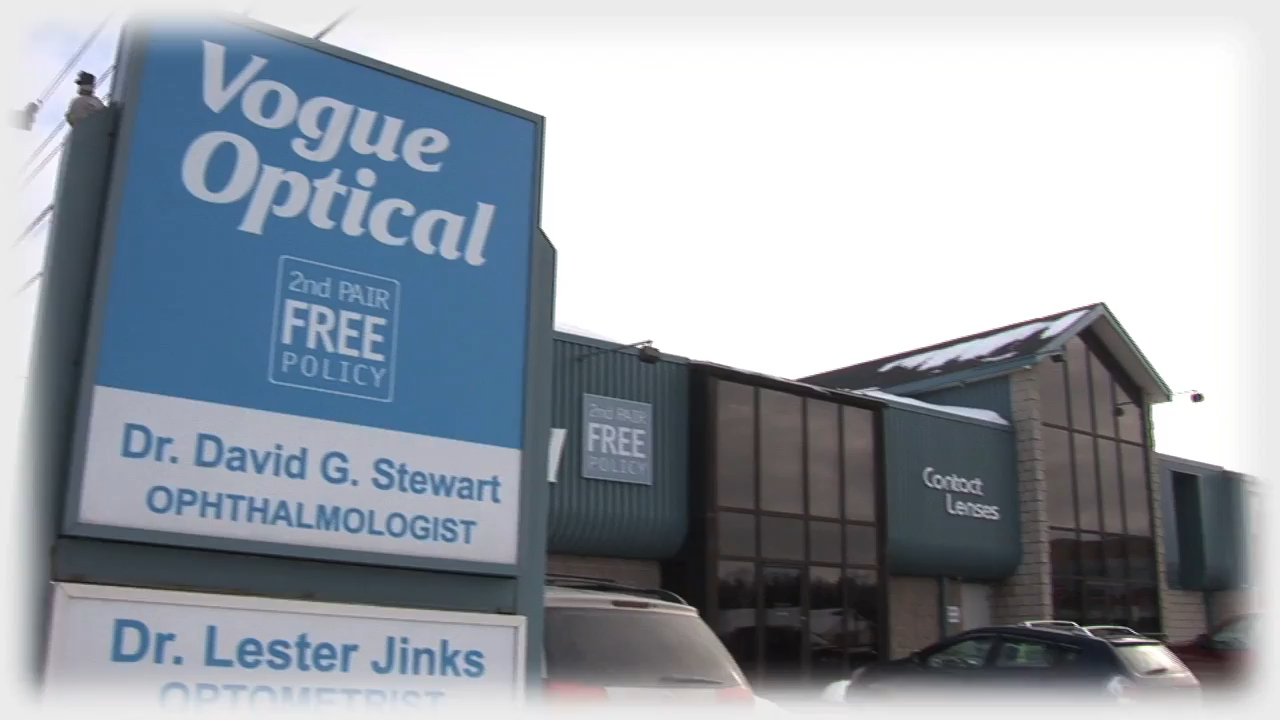 Vogue
Optical
2nd PAIR
FREE
POLICY
Dr. David G. Stewart
OPHTHALMOLOGIST
Dr. Lester Jinks
OPTOMETRIST
2nd PAIR
FREE
POLICY
Contact
Lenses